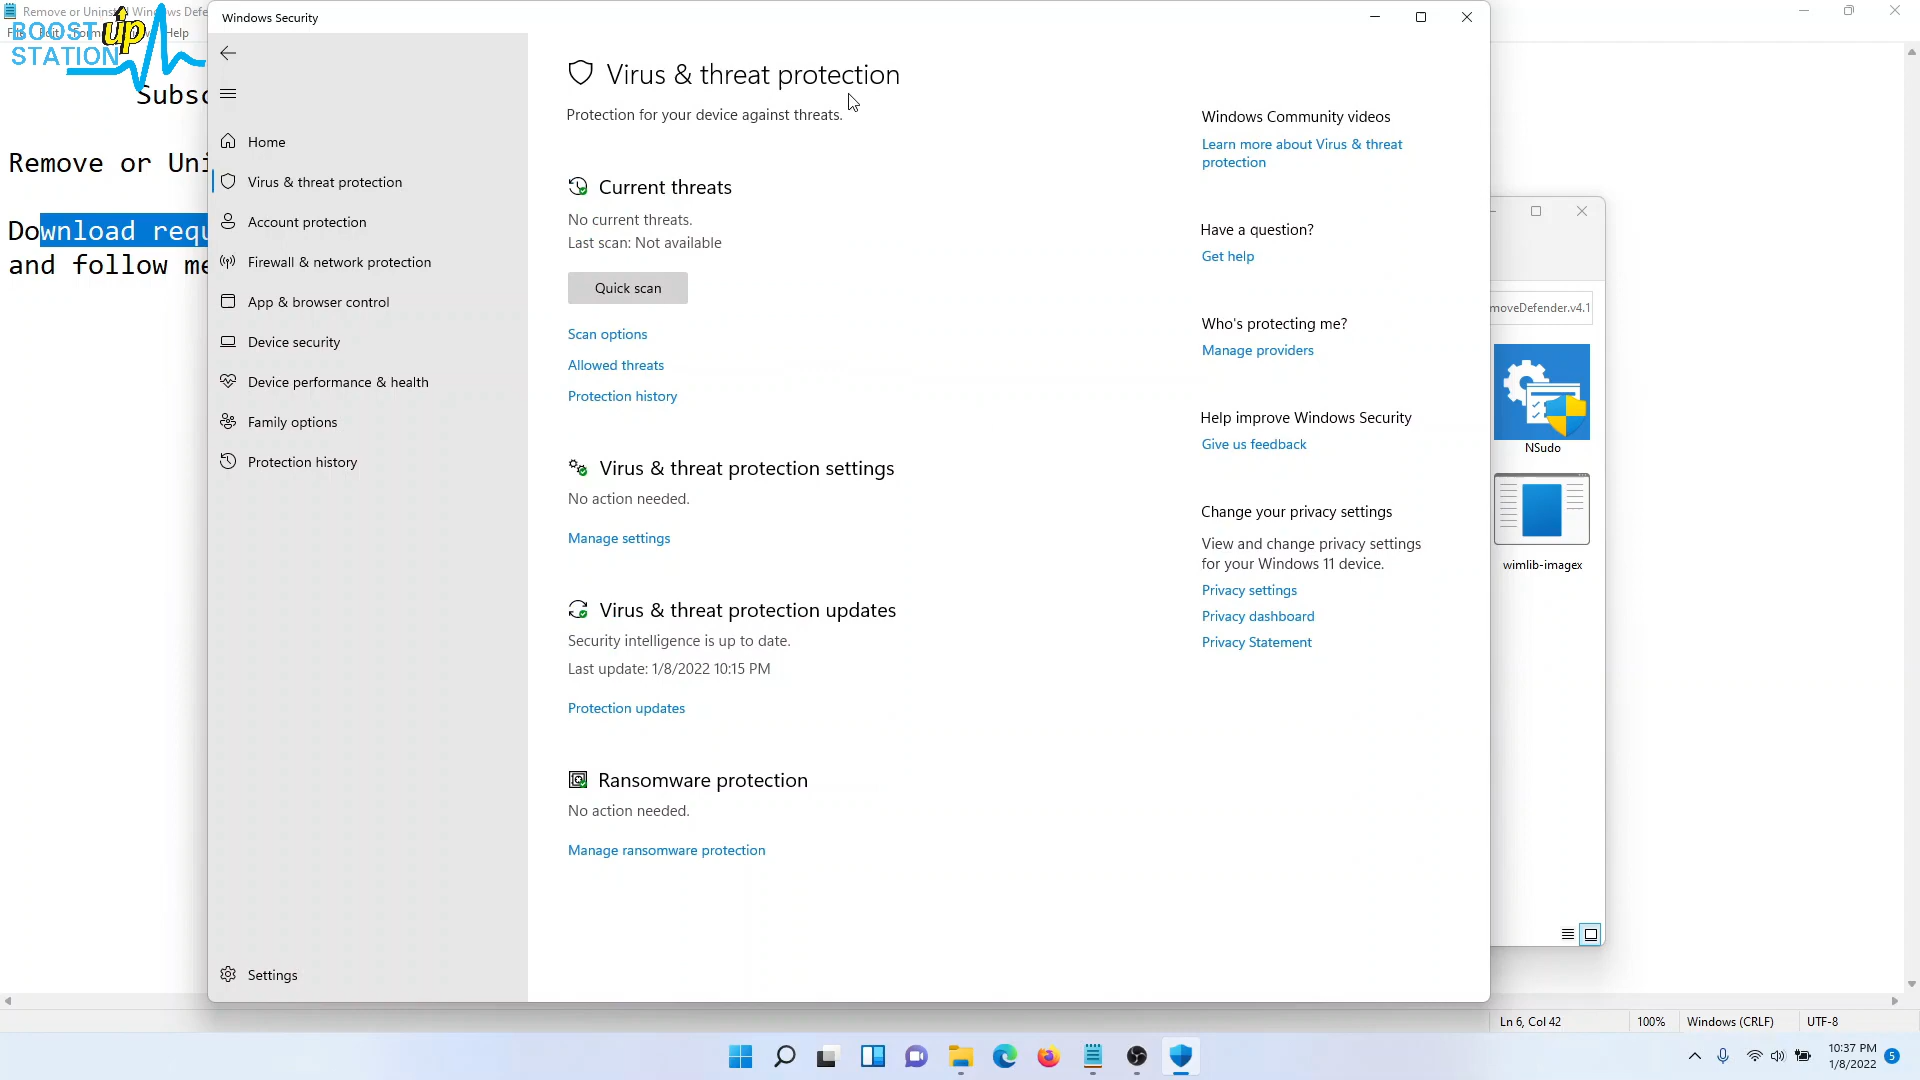 Remove or Uninstall Windows Defe
Help
BOOST up
STATION
Subsc
Remove or Uni
Download requ
and follow me
Windows Security
Home
Virus & threat protection
Account protection
Firewall & network protection
App & browser control
Device security
Device performance & health
Family options
Protection history
Settings
Virus & threat protection
Protection for your device against threats.
Current threats
No current threats.
Last scan: Not available
Quick scan
Scan options
Allowed threats
Protection history
Virus & threat protection settings
No action needed.
Manage settings
Virus & threat protection updates
Security intelligence is up to date.
Last update: 1/8/2022 10:15 PM
Protection updates
Ransomware protection
No action needed.
Manage ransomware protection
Windows Community videos
Learn more about Virus & threat
protection
Have a question?
Get help
Who's protecting me?
Manage providers
Help improve Windows Security
Give us feedback
Change your privacy settings
View and change privacy settings
for your Windows 11 device.
Privacy settings
Privacy dashboard
Privacy Statement
moveDefender.v4.1
NSudo
wimlib-imagex
Ln 6, Col 42
100%
Windows (CRLF)
UTF-8
10:37 PM
1/8/2022
5